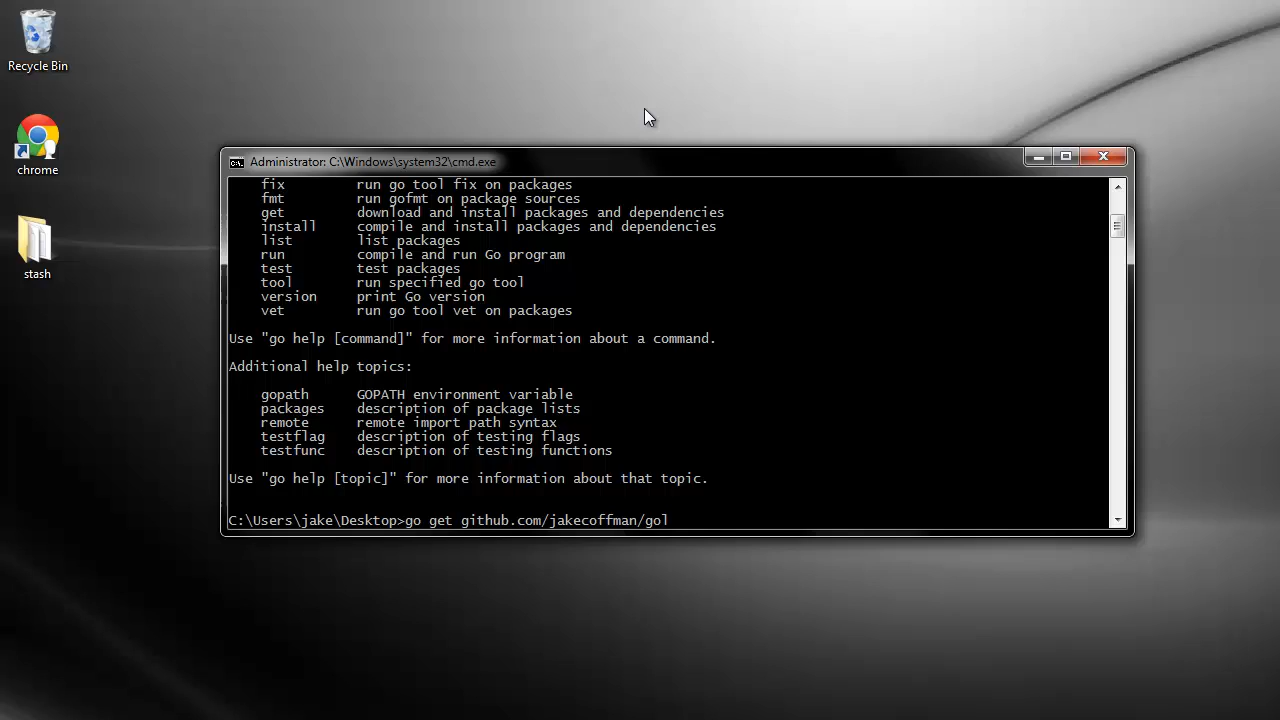 Recycle Bin
chrome
stash
Administrator: C:\Windows\system32\cmd.exe
fix run go tool fix on packages
fmt run gofmt on package sources
get download and install packages and dependencies
install compile and install packages and dependencies
list list packages
run compile and run Go program
test test packages
tool run specified go tool
version print Go version
vet run go tool vet on packages
Use "go help [command]" for more information about a command.
Additional help topics:
gopath GOPATH environment variable
packages description of package lists
remote remote import path syntax
testflag description of testing flags
testfunc description of testing functions
Use "go help [topic]" for more information about that topic.
C:\Users\jake\Desktop>go get github.com/jakecoffman/gol